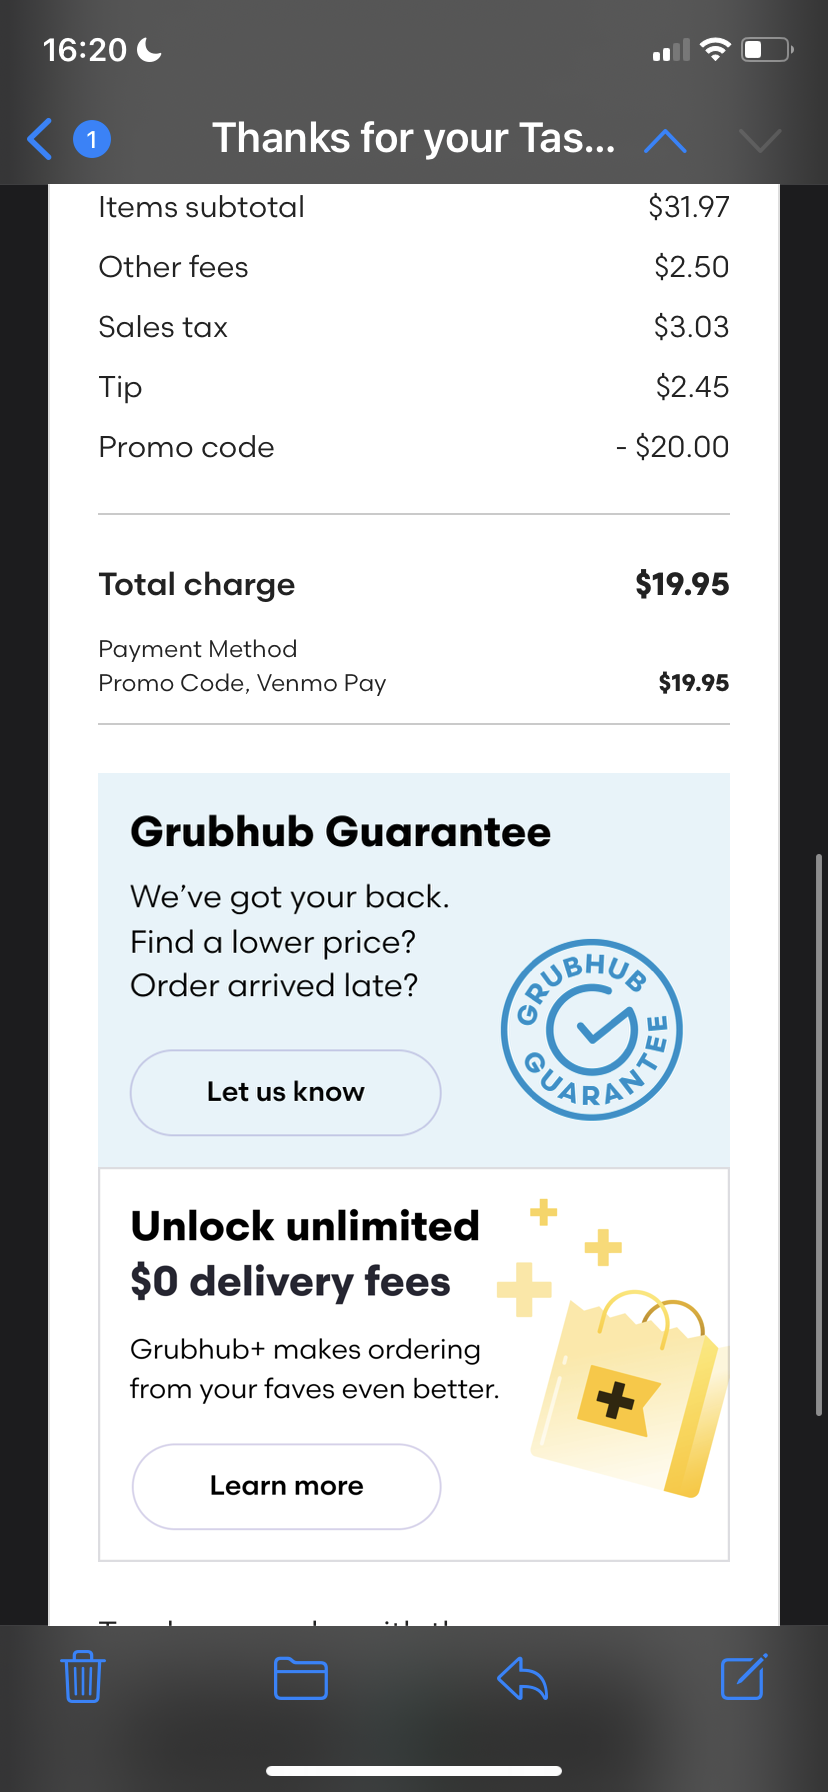 16:20
1
Thanks for your Tas...
Items subtotal $31.97
Other fees $2.50
Sales tax $3.03
Tip $2.45
Promo code - $20.00
Total charge $19.95
Payment Method
Promo Code, Venmo Pay $19.95
Grubhub Guarantee
We’ve got your back.
Find a lower price?
Order arrived late?
GRUBHUB
GUARANTEE
Let us know
Unlock unlimited
$0 delivery fees
Grubhub+ makes ordering
from your faves even better.
Learn more